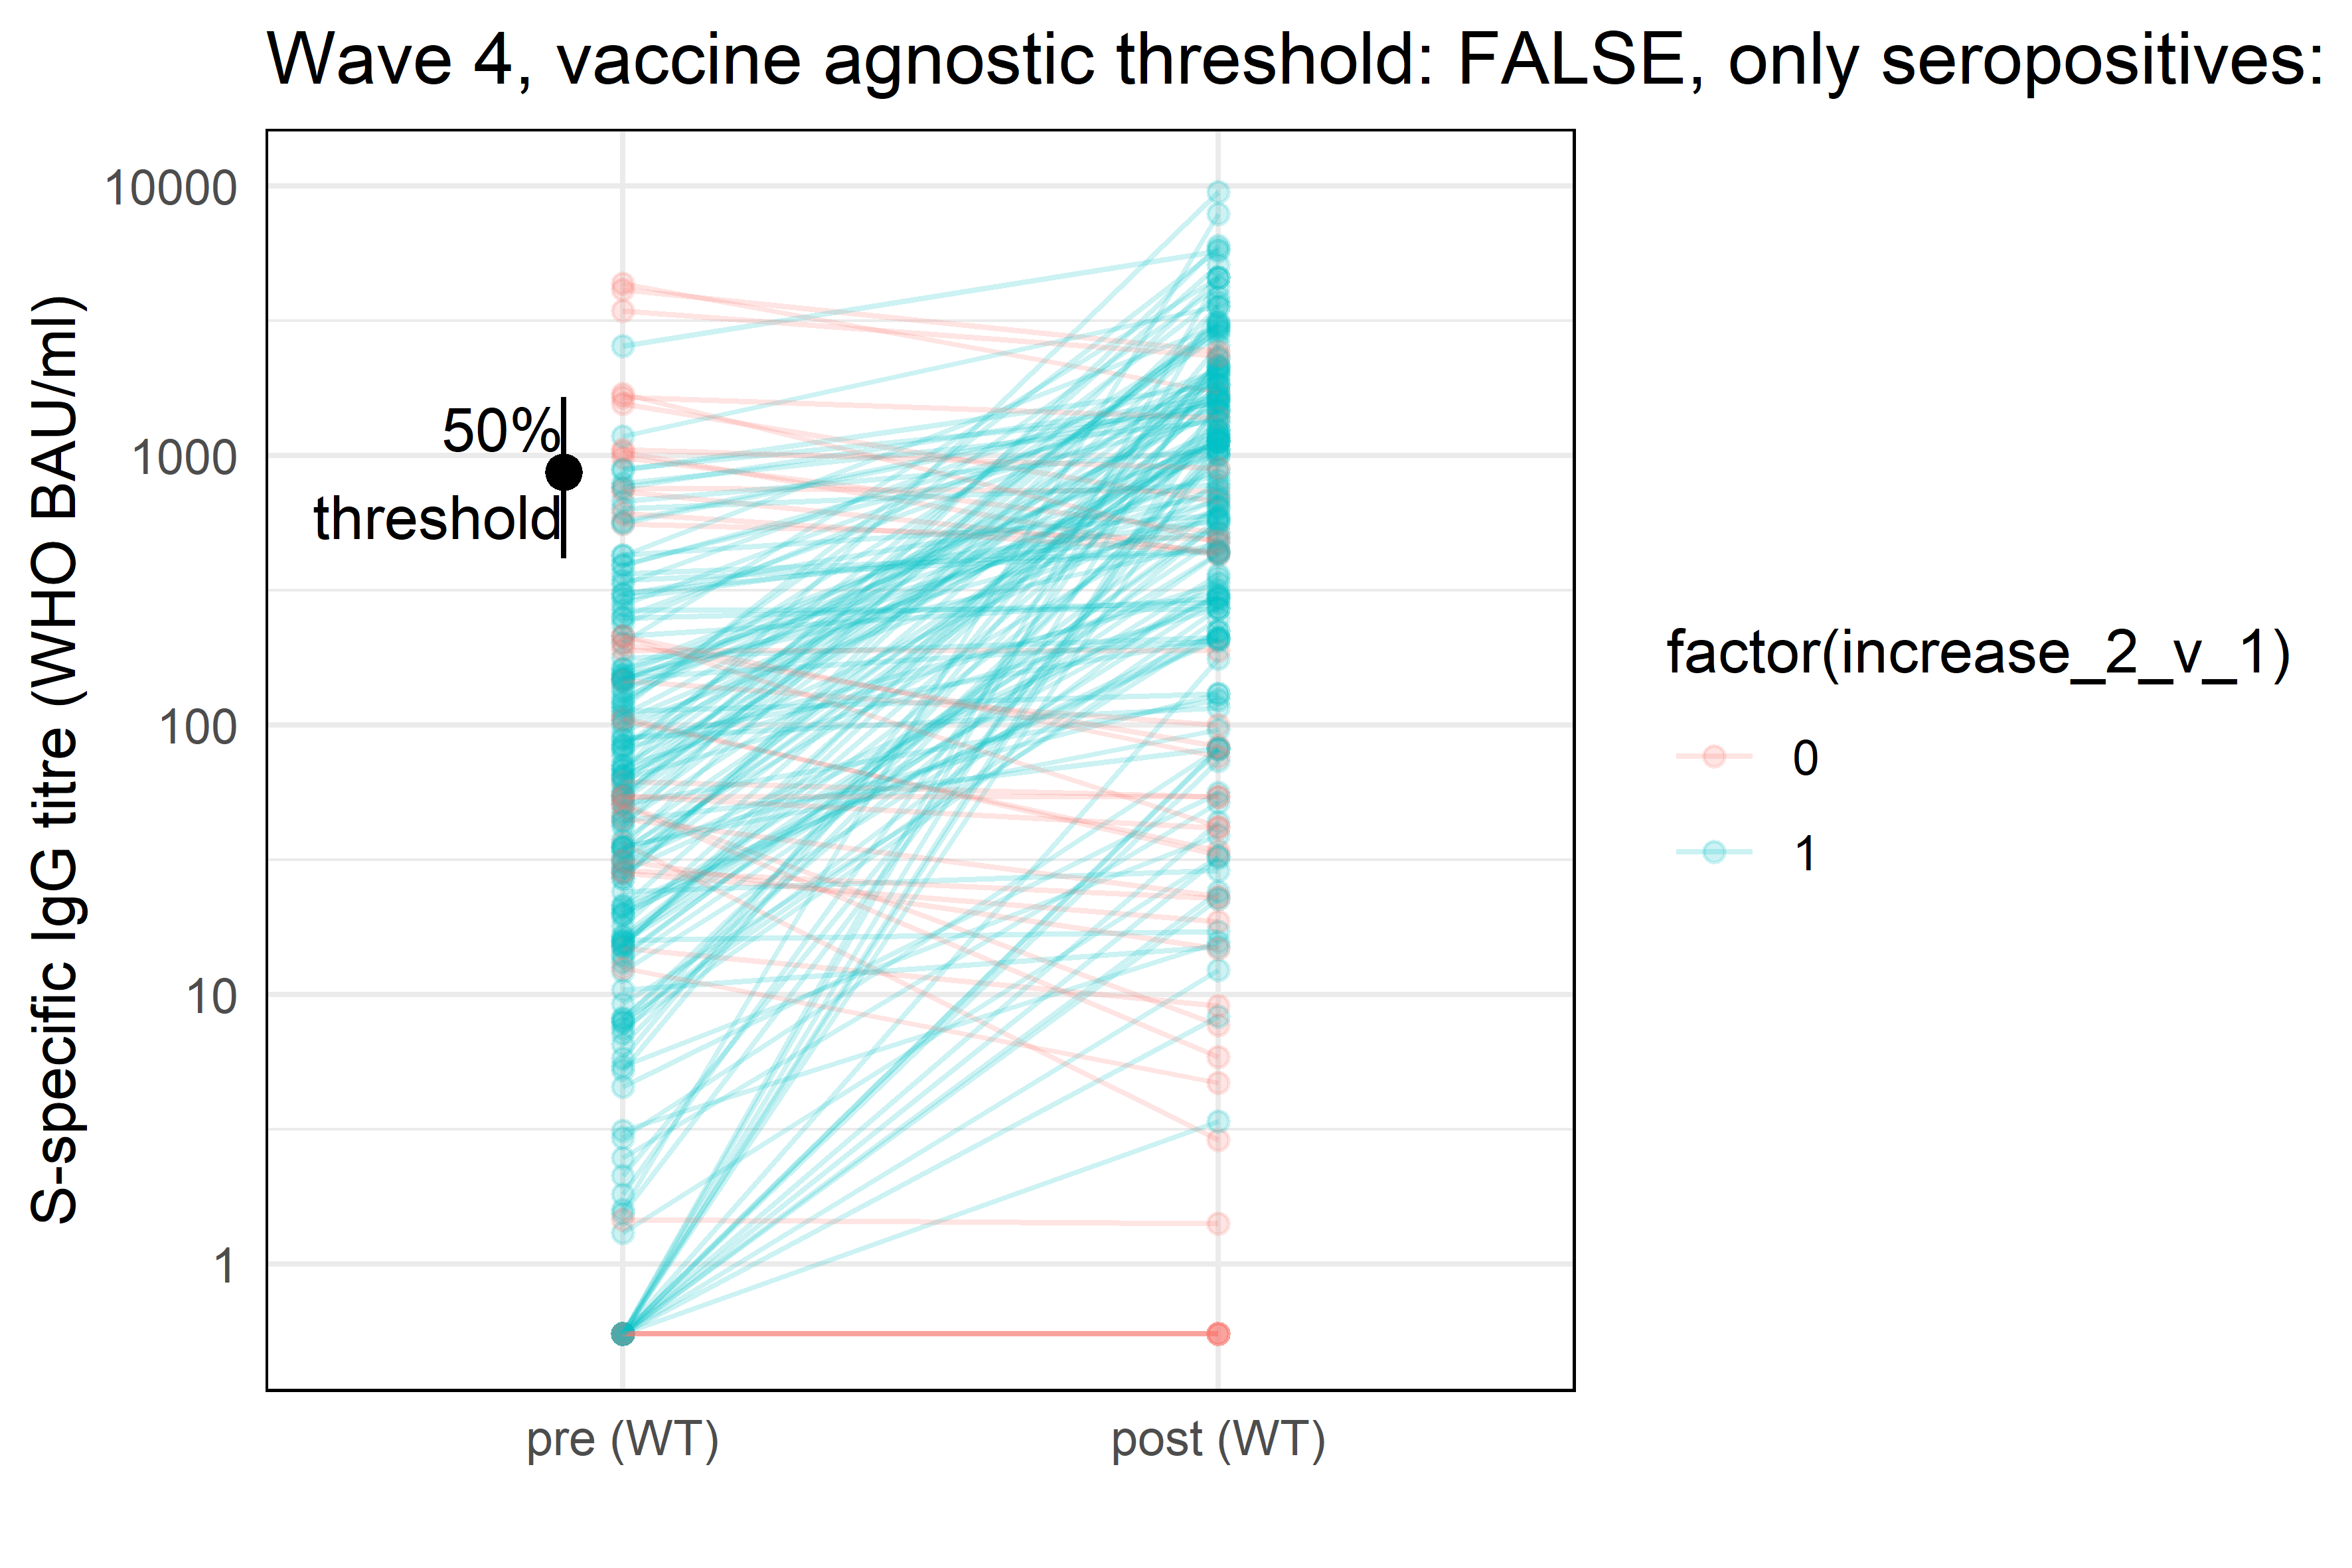 Wave 4, vaccine agnostic threshold: FALSE, only seropositives:
S-specific IgG titre (WHO BAU/ml)
10000
1000
100
10
1
50%
threshold
pre (WT)
post (WT)
factor(increase_2_v_1)
0
1